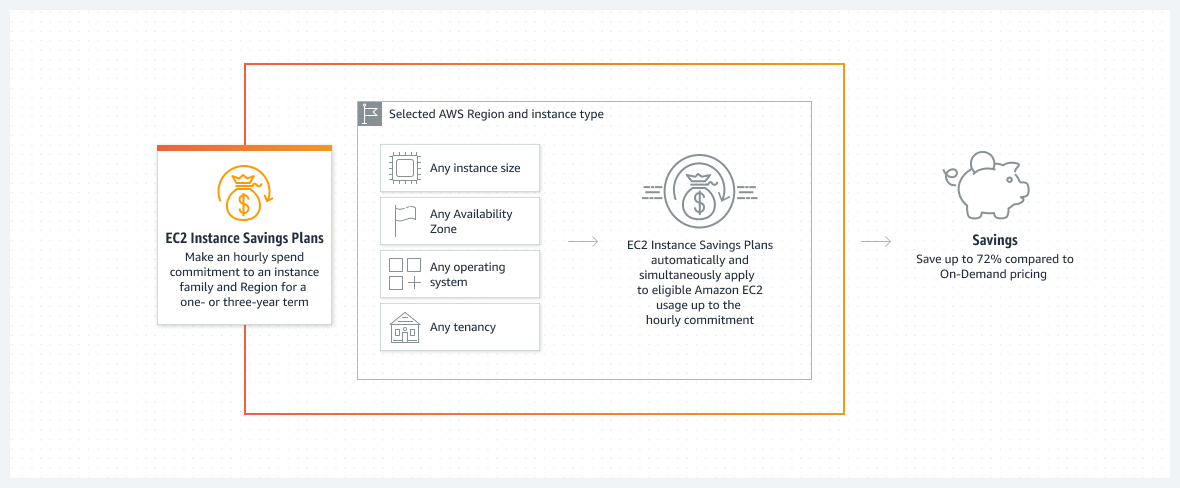 Selected AWS Region and instance type
EC2 Instance Savings Plans
Make an hourly spend
commitment to an instance
family and Region for a
one- or three-year term
Any instance size
Any Availability
Zone
Any operating
system
Any tenancy
$
EC2 Instance Savings Plans
automatically and
simultaneously apply
to eligible Amazon EC2
usage up to the
hourly commitment
$
Savings
Save up to 72% compared to
On-Demand pricing